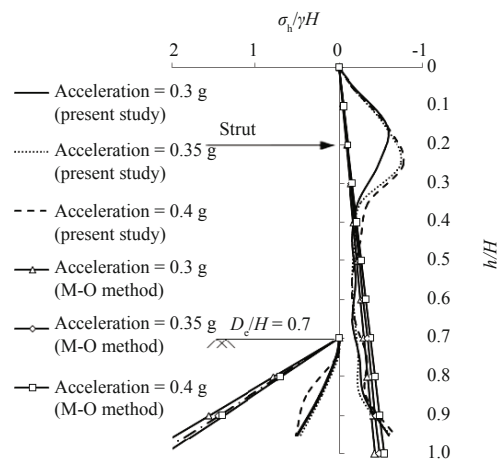 σh/γH
2 1 0 -1
Acceleration = 0.3 g
(present study)
Acceleration = 0.35 g
(present study)
Acceleration = 0.4 g
(present study)
Acceleration = 0.3 g
(M-O method)
Acceleration = 0.35 g
(M-O method)
Acceleration = 0.4 g
(M-O method)
Strut
De/H = 0.7
0
0.1
0.2
0.3
0.4
0.5
0.6
0.7
0.8
0.9
1.0
h/H